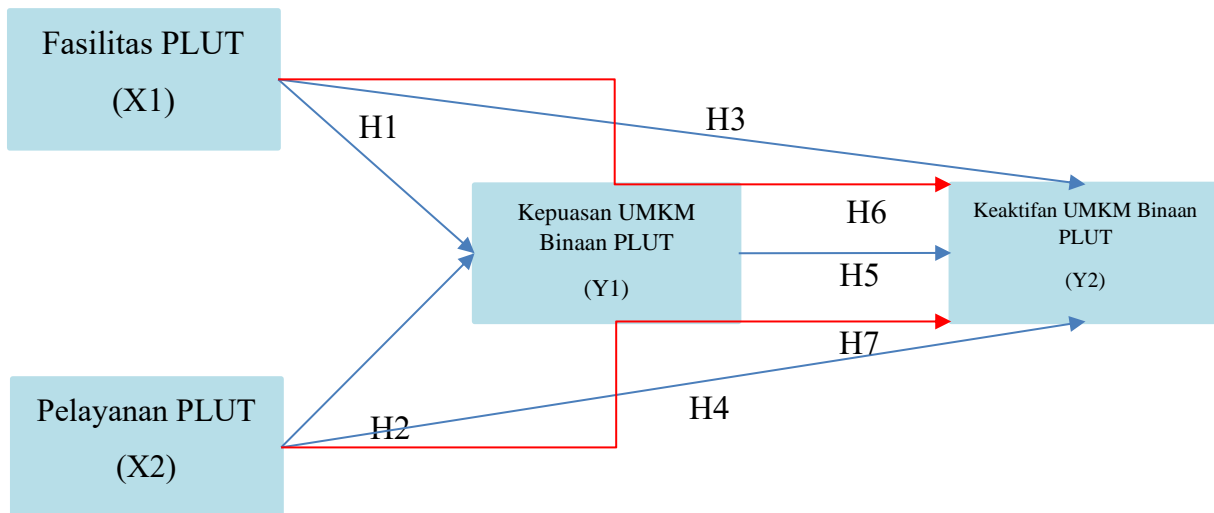 Fasilitas PLUT
(X1)
H1
H3
Kepuasan UMKM
Binaan PLUT
(Y1)
H6
H5
Keaktifan UMKM Binaan
PLUT
(Y2)
H7
Pelayanan PLUT
(X2)
H2
H4